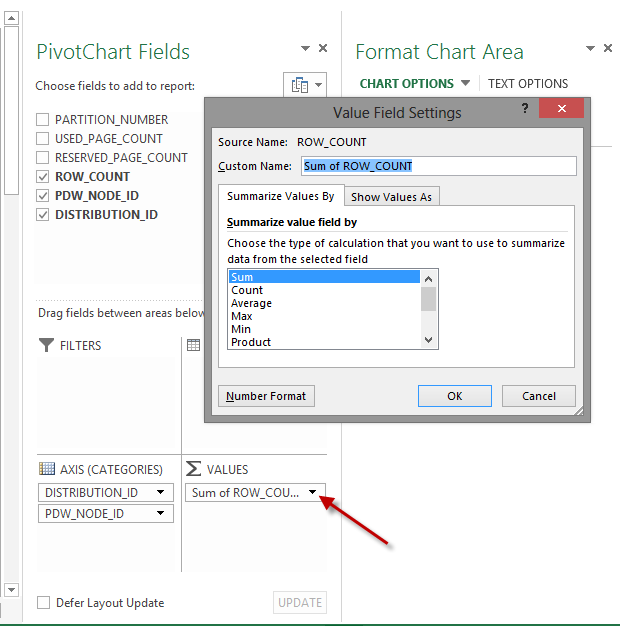 PivotChart Fields
Choose fields to add to report:
PARTITION_NUMBER
USED_PAGE_COUNT
RESERVED_PAGE_COUNT
ROW_COUNT
PDW_NODE_ID
DISTRIBUTION_ID
Drag fields between areas below
FILTERS
AXIS (CATEGORIES)
DISTRIBUTION_ID
PDW_NODE_ID
VALUES
Sum of ROW_COU...
Defer Layout Update
UPDATE
Format Chart Area
CHART OPTIONS
TEXT OPTIONS
Value Field Settings
?
Source Name: ROW_COUNT
Custom Name: Sum of ROW_COUNT
Summarize Values By
Show Values As
Summarize value field by
Choose the type of calculation that you want to use to summarize
data from the selected field
Sum
Count
Average
Max
Min
Product
Number Format
OK
Cancel